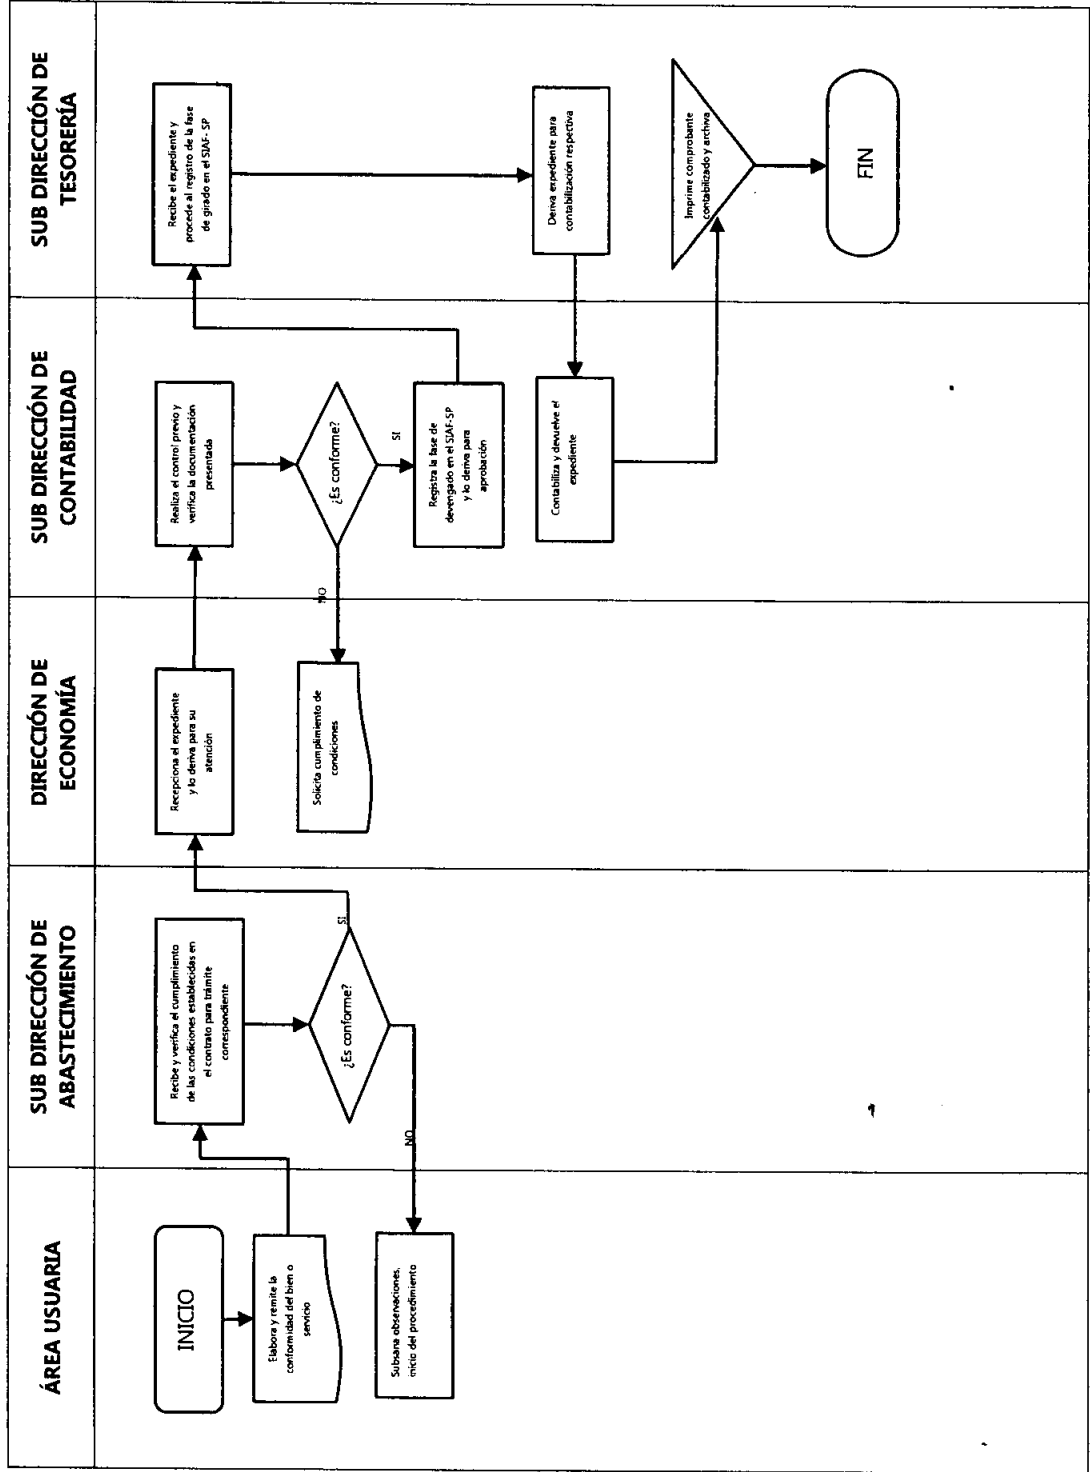 ÁREA USUARIA
SUB DIRECCIÓN DE
ABASTECIMIENTO
DIRECCIÓN DE
ECONOMÍA
SUB DIRECCIÓN DE
CONTABILIDAD
SUB DIRECCIÓN DE
TESORERÍA
INICIO
Elabora y remite la
conformidad del bien o
servicio
Subsana observaciones,
inicio del procedimiento
Recibe y verifica el cumplimiento
de las condiciones establecidas en
el contrato para trámite
correspondiente
¿Es conforme?
SI
NO
Recepciona el expediente
y lo deriva para su
atención
Solicita cumplimiento de
condiciones
Realiza el control previo y
verifica la documentación
presentada
¿Es conforme?
NO
SI
Registra la fase de
devengado en el SIAF-SP
y lo deriva para
aprobación
Contabiliza y devuelve el
expediente
Recibe el expediente y
procede al registro de la fase
de girado en el SIAF- SP
Deriva expediente para
contabilización respectiva
Imprime comprobante
contabilizado y archiva
FIN